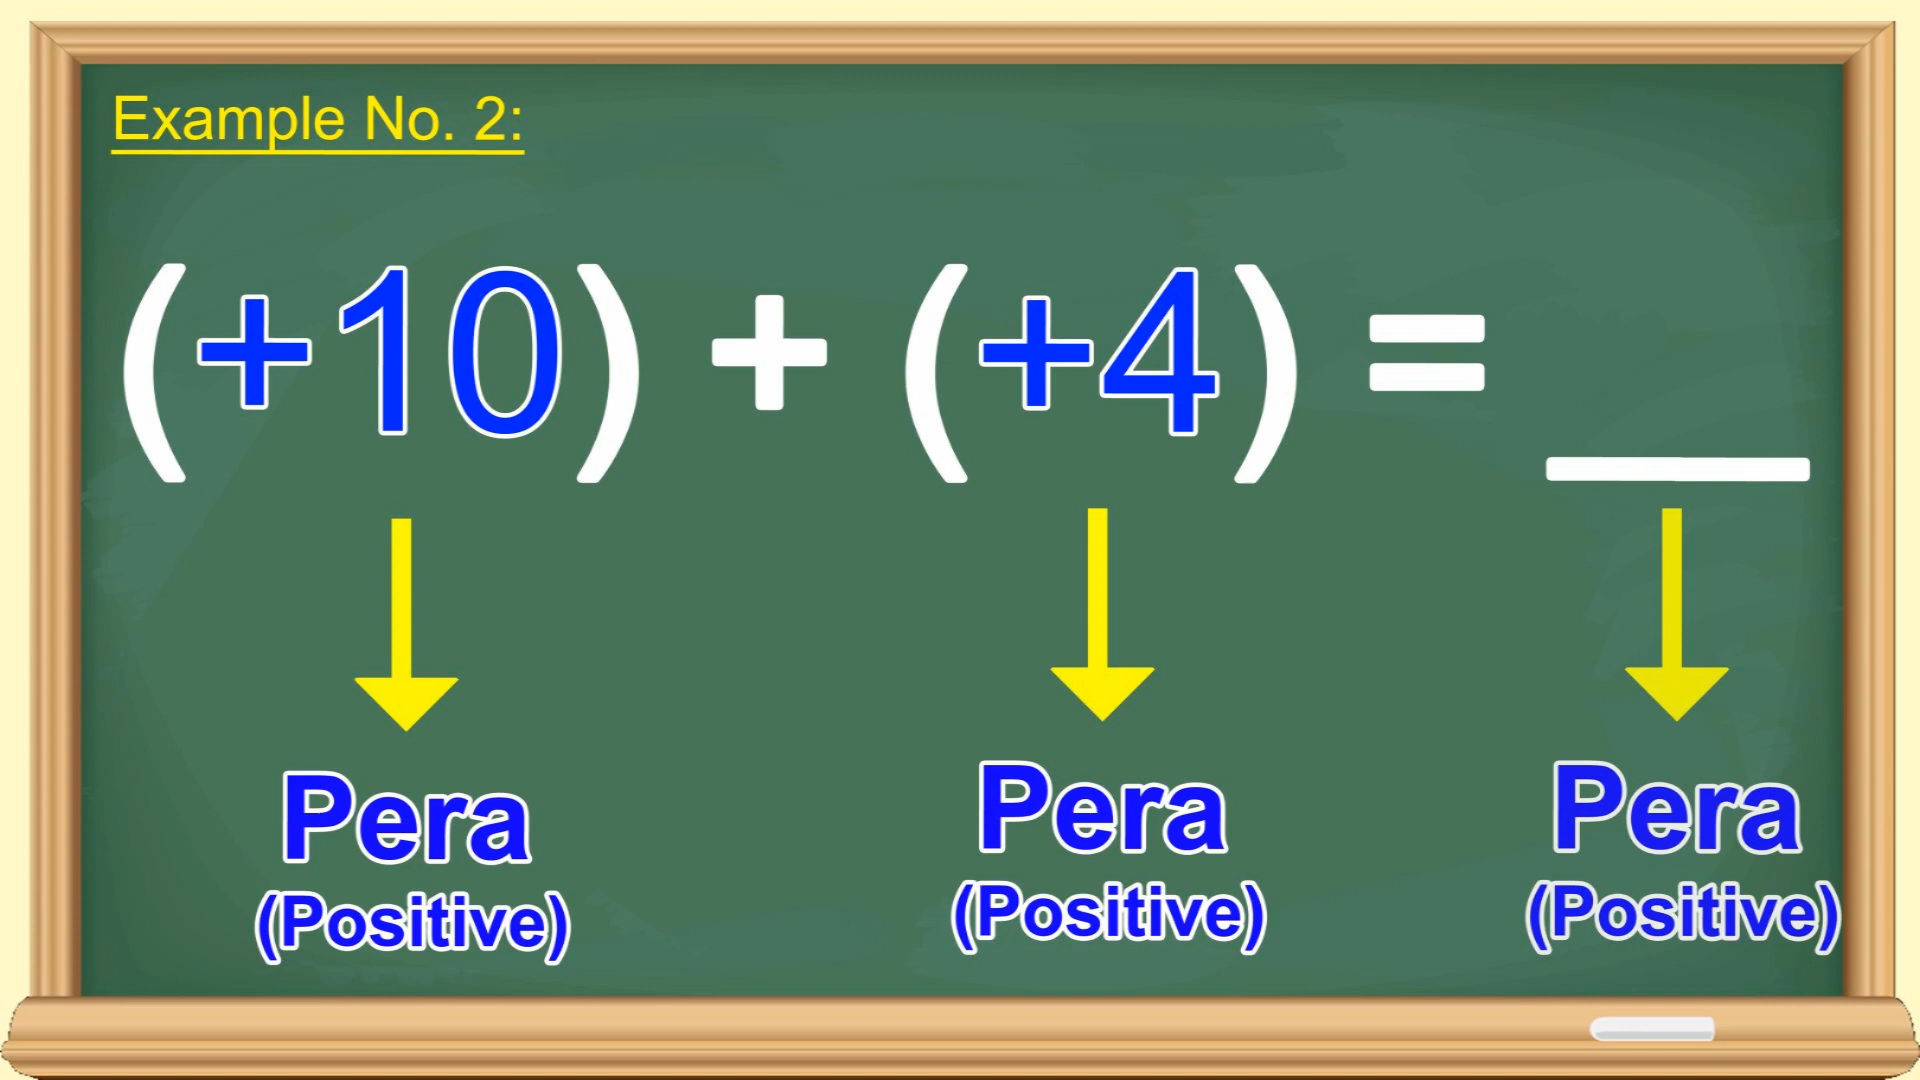 Example No. 2:
(+10) + (+4) = ___
Pera Pera Pera
(Positive) (Positive) (Positive)